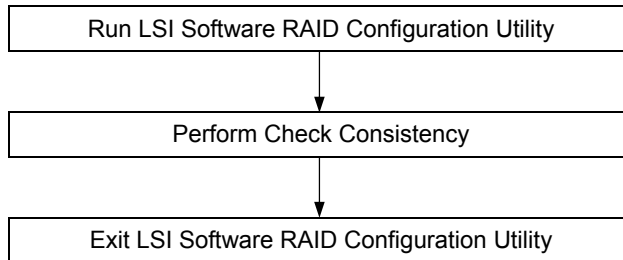 Run LSI Software RAID Configuration Utility
Perform Check Consistency
Exit LSI Software RAID Configuration Utility